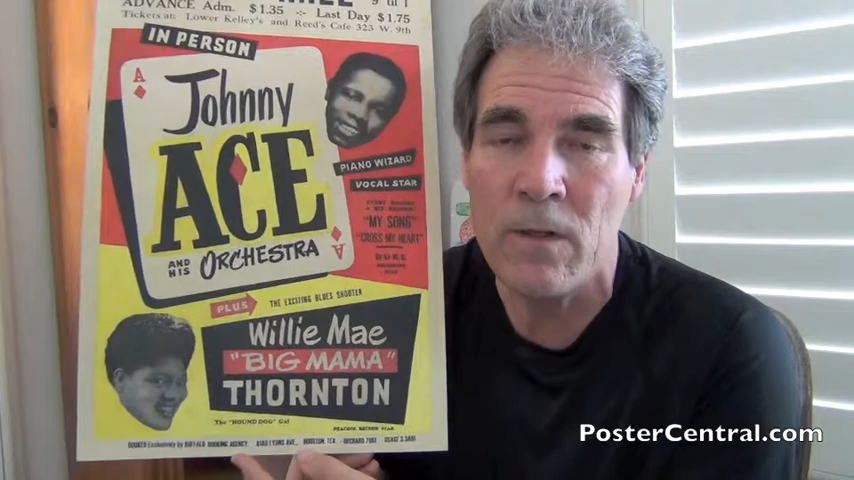 ADVANCE Adm. $1.35 -:- Last Day $1.75
Tickets at: Lower Kelley's and Reed's Cafe 323 W. 9th
IN PERSON
A
Johnny
ACE
AND HIS ORCHESTRA
A
PIANO WIZARD
VOCAL STAR
"MY SONG"
"CROSS MY HEART"
DUKE
PLUS
THE EXCITING BLUES SHOUTER
Willie Mae
"BIG MAMA"
THORNTON
The "HOUND DOG" Gal
PEACOCK RECORD STAR
BOOKED Exclusively by BUFFALO BOOKING AGENCY 4104 LYONS AVE., HOUSTON, TEX.
PosterCentral.com